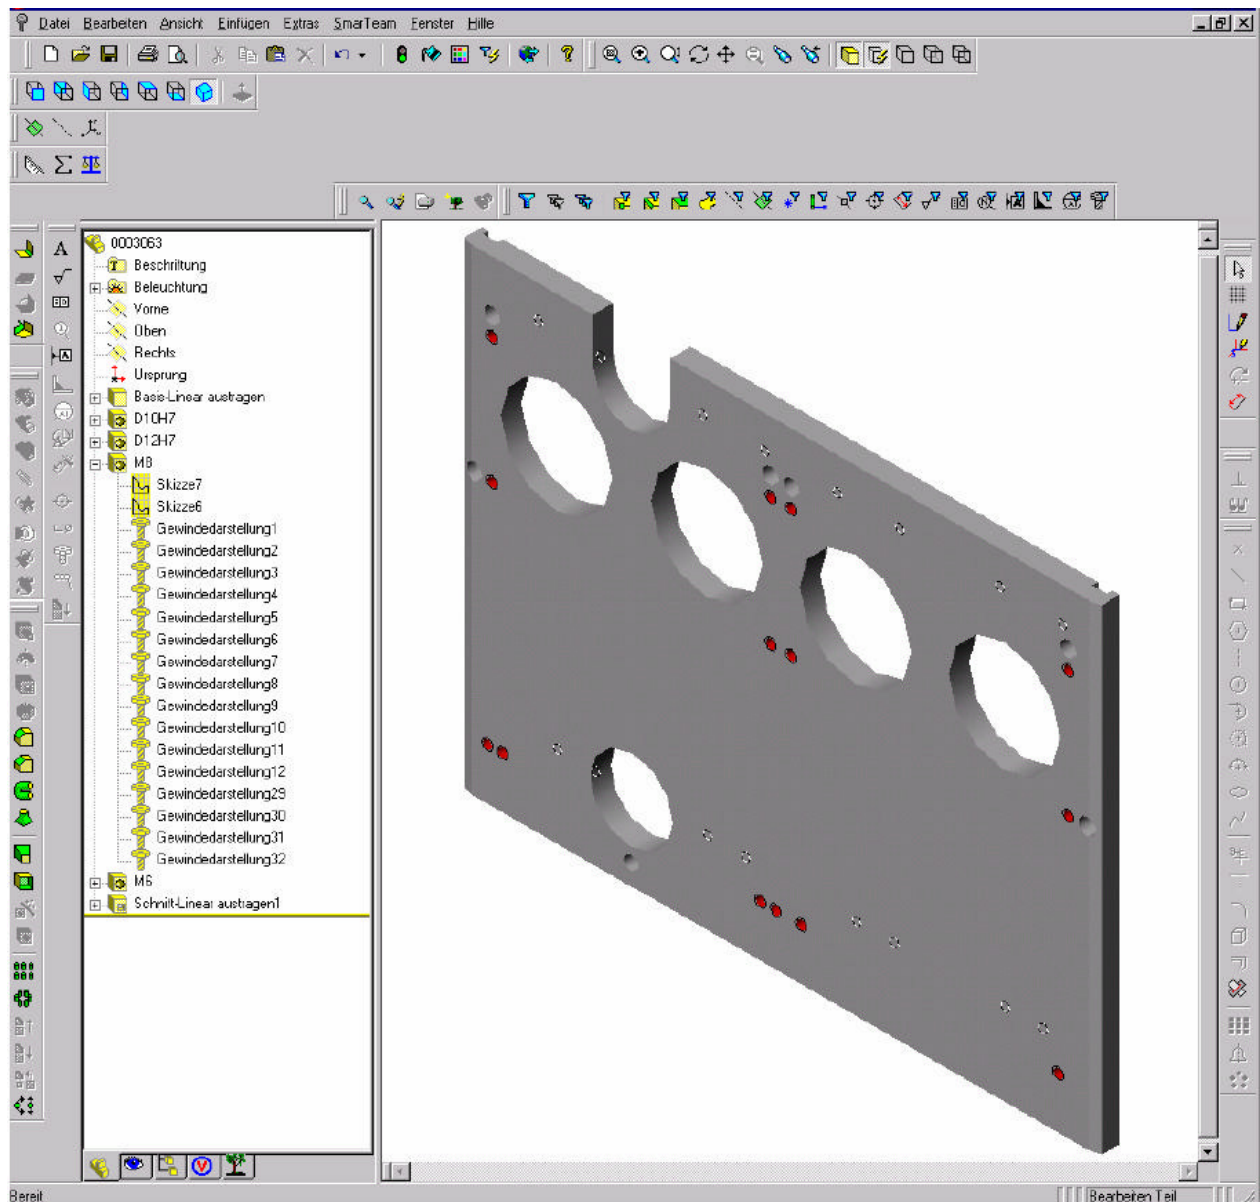 Datei Bearbeiten Ansicht Einfügen Extras SmarTeam Fenster Hilfe
0003063
Beschriftung
Beleuchtung
Vorne
Oben
Rechts
Ursprung
Basis-Linear austragen
D10H7
D12H7
M8
Skizze7
Skizze6
Gewindedarstellung1
Gewindedarstellung2
Gewindedarstellung3
Gewindedarstellung4
Gewindedarstellung5
Gewindedarstellung6
Gewindedarstellung7
Gewindedarstellung8
Gewindedarstellung9
Gewindedarstellung10
Gewindedarstellung11
Gewindedarstellung12
Gewindedarstellung29
Gewindedarstellung30
Gewindedarstellung31
Gewindedarstellung32
M6
Schnitt-Linear austragen1
Bereit
Bearbeiten Teil